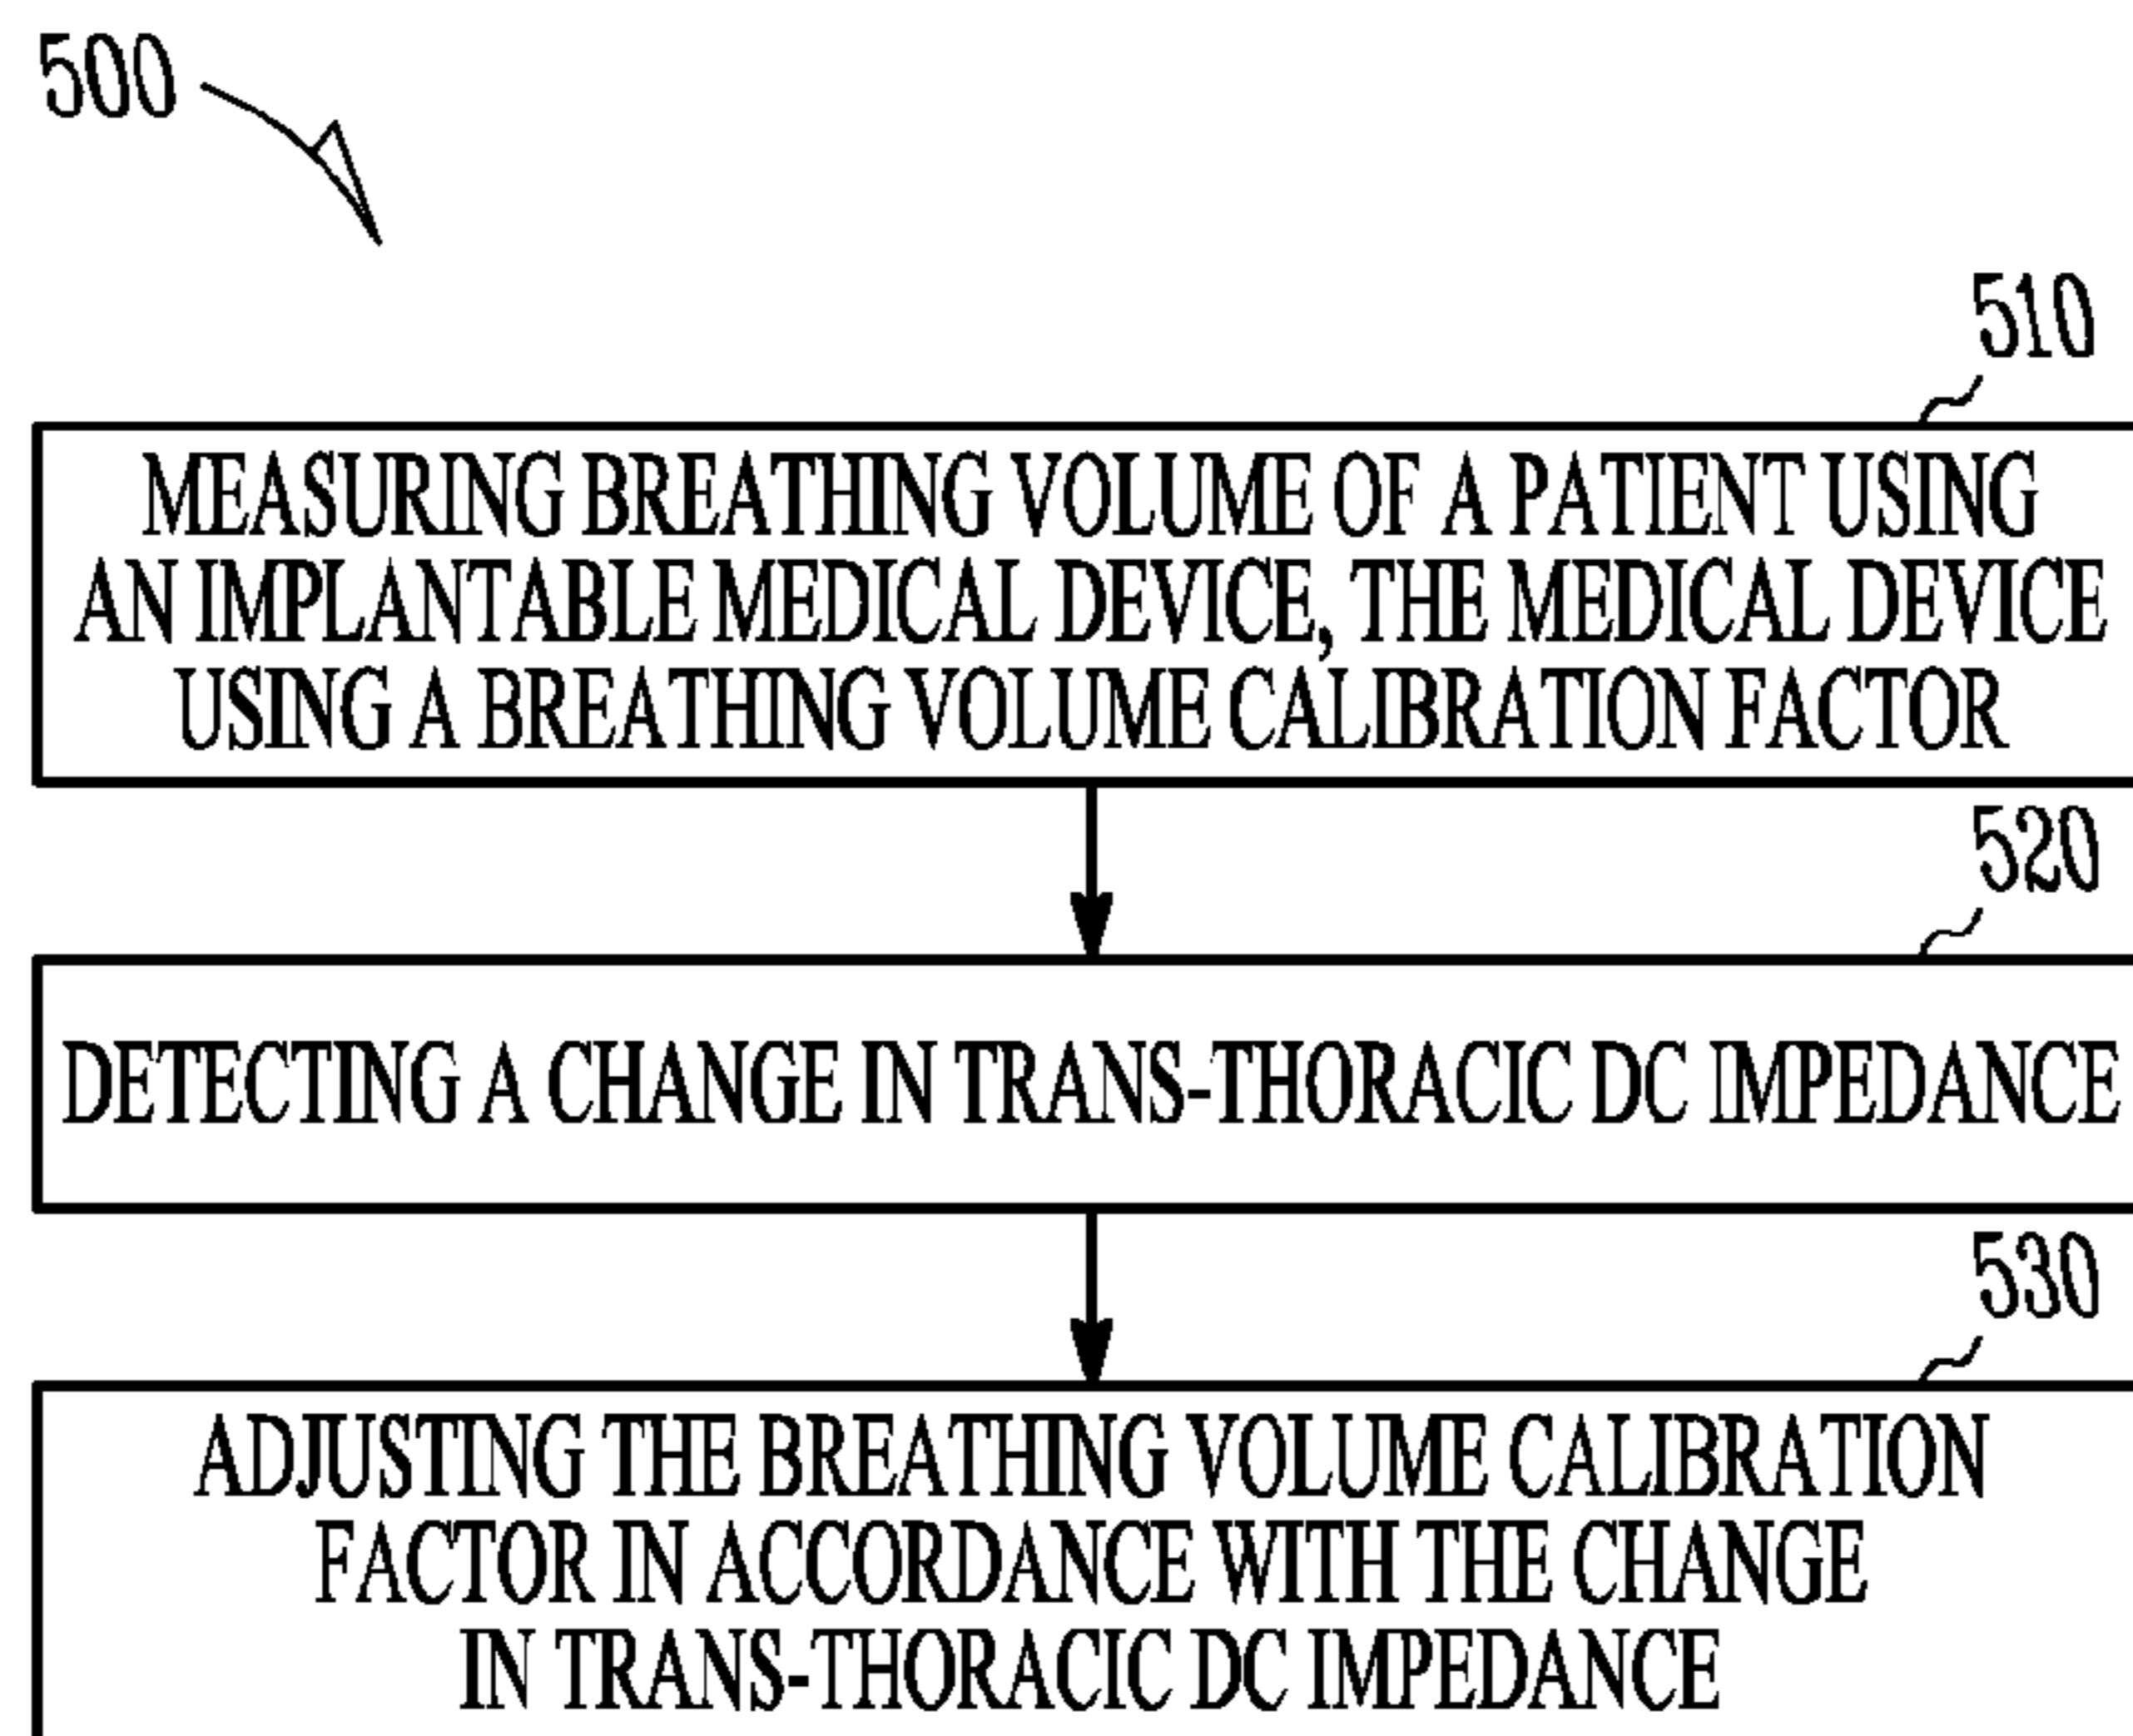 500
510
MEASURING BREATHING VOLUME OF A PATIENT USING
AN IMPLANTABLE MEDICAL DEVICE, THE MEDICAL DEVICE
USING A BREATHING VOLUME CALIBRATION FACTOR
520
DETECTING A CHANGE IN TRANS-THORACIC DC IMPEDANCE
530
ADJUSTING THE BREATHING VOLUME CALIBRATION
FACTOR IN ACCORDANCE WITH THE CHANGE
IN TRANS-THORACIC DC IMPEDANCE